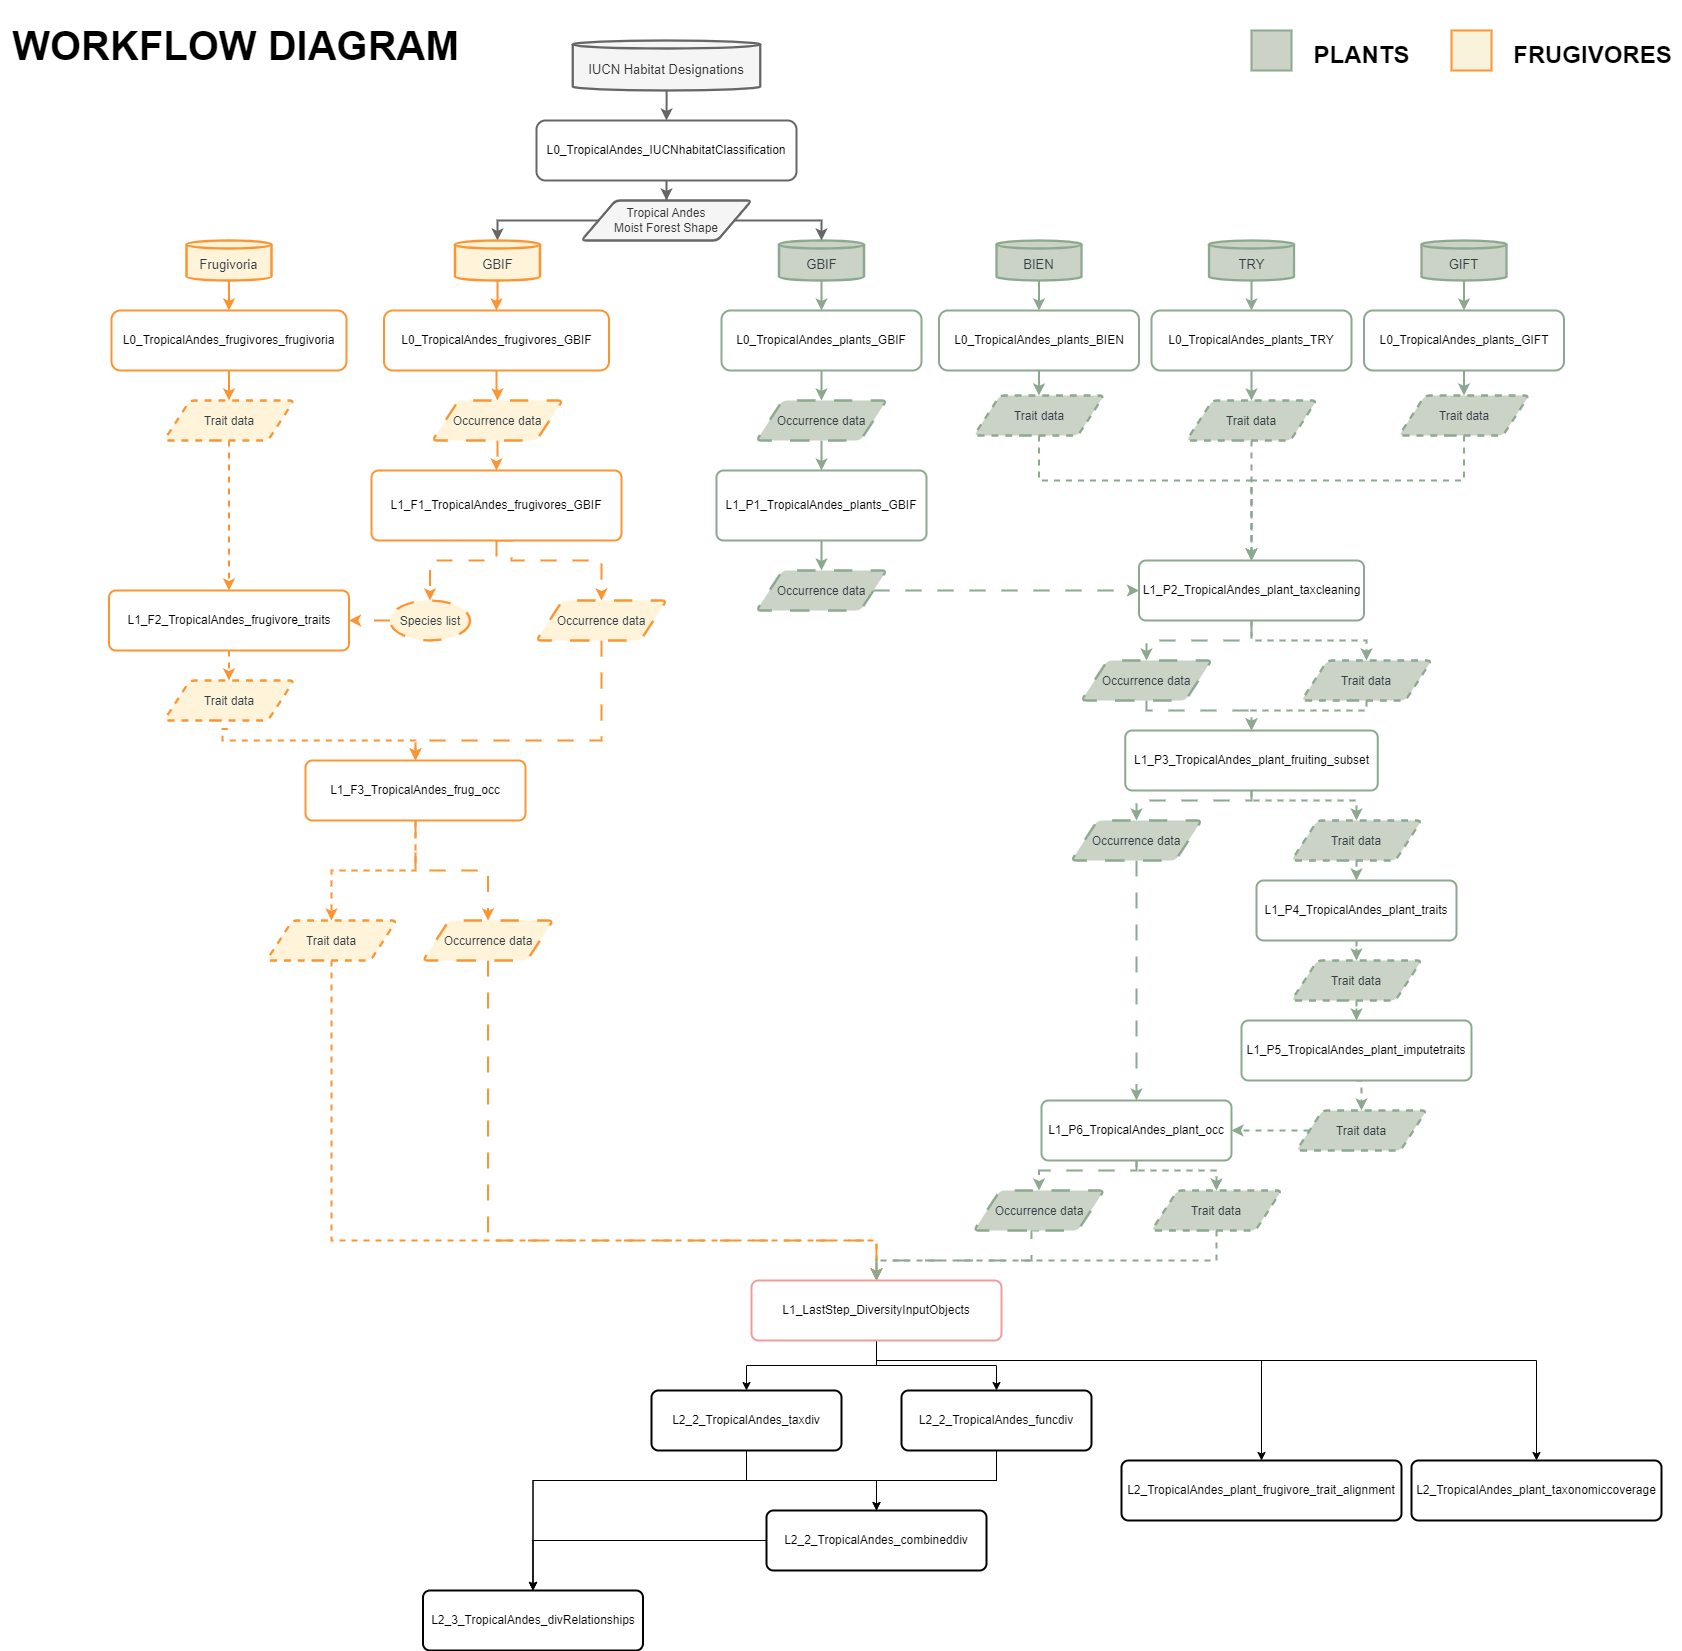 WORKFLOW DIAGRAM
PLANTS
FRUGIVORES
IUCN Habitat Designations
L0_TropicalAndes_IUCNhabitatClassification
Tropical Andes
Moist Forest Shape
Frugivoria
GBIF
GBIF
BIEN
TRY
GIFT
L0_TropicalAndes_frugivores_frugivoria
L0_TropicalAndes_frugivores_GBIF
L0_TropicalAndes_plants_GBIF
L0_TropicalAndes_plants_BIEN
L0_TropicalAndes_plants_TRY
L0_TropicalAndes_plants_GIFT
Trait data
Occurrence data
Occurrence data
Trait data
Trait data
Trait data
L1_F1_TropicalAndes_frugivores_GBIF
L1_P1_TropicalAndes_plants_GBIF
Occurrence data
L1_P2_TropicalAndes_plant_taxcleaning
L1_F2_TropicalAndes_frugivore_traits
Species list
Occurrence data
Trait data
Occurrence data
Trait data
L1_P3_TropicalAndes_plant_fruiting_subset
L1_F3_TropicalAndes_frug_occ
Occurrence data
Trait data
L1_P4_TropicalAndes_plant_traits
Trait data
Occurrence data
Trait data
L1_P5_TropicalAndes_plant_imputetraits
L1_P6_TropicalAndes_plant_occ
Trait data
Occurrence data
Trait data
L1_LastStep_DiversityInputObjects
L2_2_TropicalAndes_taxdiv
L2_2_TropicalAndes_funcdiv
L2_TropicalAndes_plant_frugivore_trait_alignment
L2_TropicalAndes_plant_taxonomiccoverage
L2_2_TropicalAndes_combineddiv
L2_3_TropicalAndes_divRelationships